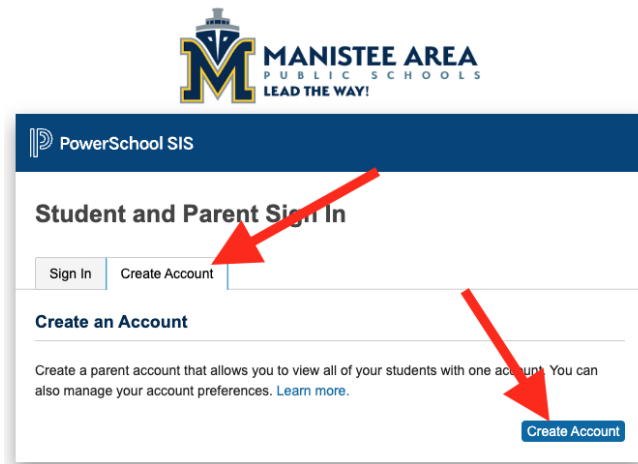 MANISTEE AREA
PUBLIC SCHOOLS
LEAD THE WAY!
PowerSchool SIS
Student and Parent Sign In
Sign In
Create Account
Create an Account
Create a parent account that allows you to view all of your students with one account. You can
also manage your account preferences. Learn more.
Create Account